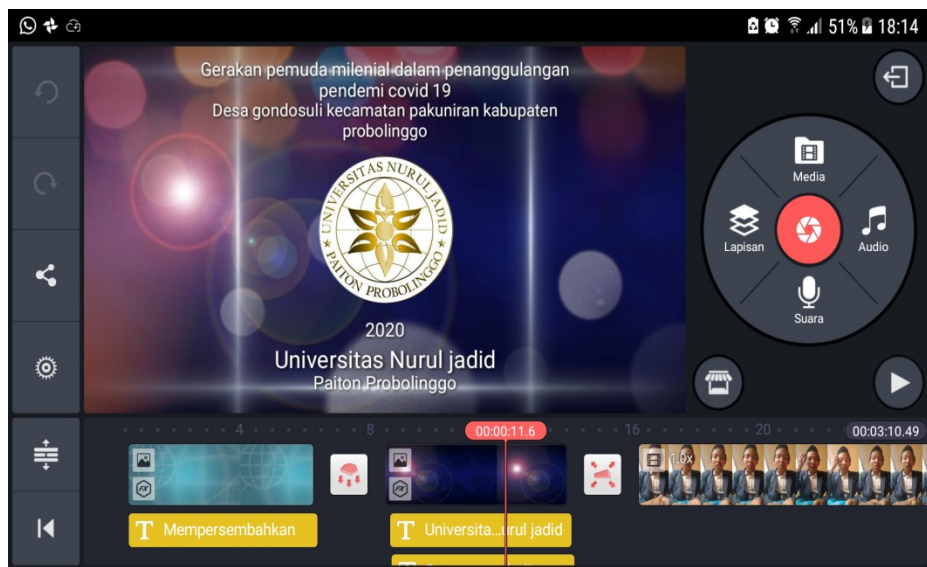 51% 18:14
Gerakan pemuda milenial dalam penanggulangan
pendemi covid 19
Desa gondosuli kecamatan pakuniran kabupaten
probolinggo
UNIVERSITAS NURUL JADID
PAITON PROBOLINGGO
2020
Universitas Nurul jadid
Paiton Probolinggo
Media
Lapisan
Audio
Suara
4 8 00:00:11.6 16 20 00:03:10.49
1.0x
T Mempersembahkan
T Universita...urul jadid